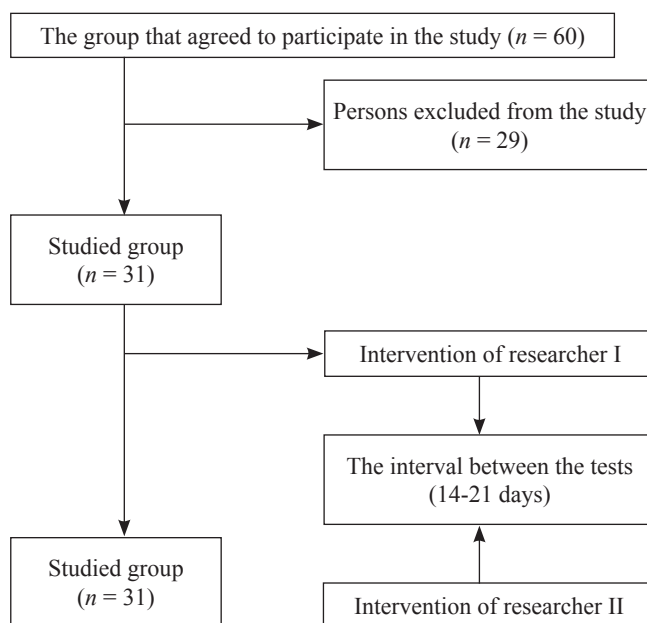 The group that agreed to participate in the study (n = 60)
Persons excluded from the study
(n = 29)
Studied group
(n = 31)
Intervention of researcher I
The interval between the tests
(14-21 days)
Studied group
(n = 31)
Intervention of researcher II